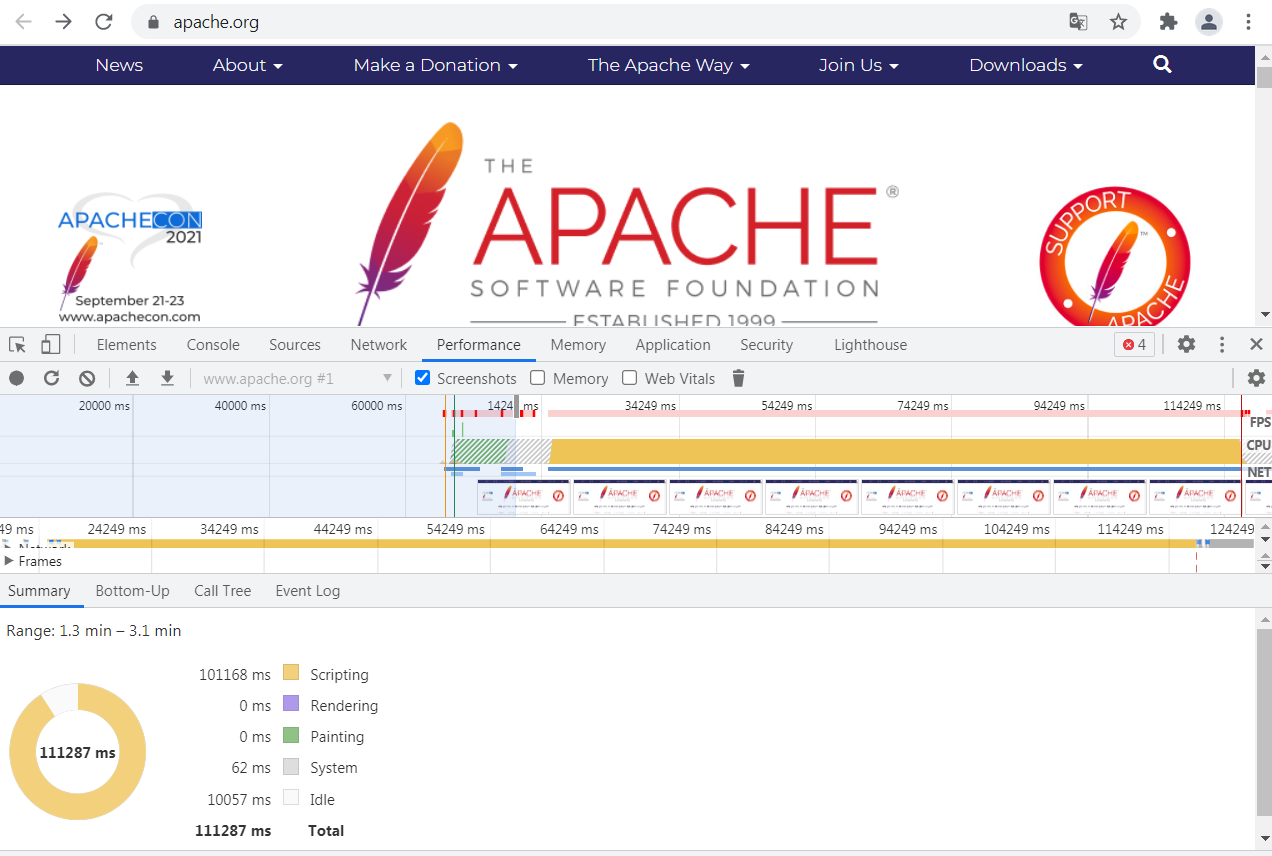 apache.org
News About Make a Donation The Apache Way Join Us Downloads
THE
APACHE®
SOFTWARE FOUNDATION
ESTABLISHED 1999
APACHECON
2021
September 21-23
www.apachecon.com
SUPPORT
APACHE
™
Elements Console Sources Network Performance Memory Application Security Lighthouse 4
www.apache.org #1 Screenshots Memory Web Vitals
20000 ms 40000 ms 60000 ms 1424 ms 34249 ms 54249 ms 74249 ms 94249 ms 114249 ms
FPS
CPU
NET
49 ms 24249 ms 34249 ms 44249 ms 54249 ms 64249 ms 74249 ms 84249 ms 94249 ms 104249 ms 114249 ms 124249
Network
Frames
Summary Bottom-Up Call Tree Event Log
Range: 1.3 min – 3.1 min
101168 ms Scripting
0 ms Rendering
0 ms Painting
62 ms System
10057 ms Idle
111287 ms Total
111287 ms